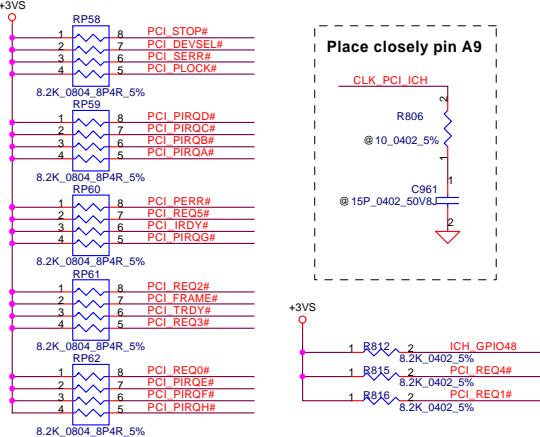 +3VS
RP58
1 8 PCI_STOP#
2 7 PCI_DEVSEL#
3 6 PCI_SERR#
4 5 PCI_PLOCK#
8.2K_0804_8P4R_5%
RP59
1 8 PCI_PIRQD#
2 7 PCI_PIRQC#
3 6 PCI_PIRQB#
4 5 PCI_PIRQA#
8.2K_0804_8P4R_5%
RP60
1 8 PCI_PERR#
2 7 PCI_REQ5#
3 6 PCI_IRDY#
4 5 PCI_PIRQG#
8.2K_0804_8P4R_5%
RP61
1 8 PCI_REQ2#
2 7 PCI_FRAME#
3 6 PCI_TRDY#
4 5 PCI_REQ3#
8.2K_0804_8P4R_5%
RP62
1 8 PCI_REQ0#
2 7 PCI_PIRQE#
3 6 PCI_PIRQF#
4 5 PCI_PIRQH#
8.2K_0804_8P4R_5%
Place closely pin A9
CLK_PCI_ICH
2
R806
@10_0402_5%
1
1
C961
@15P_0402_50V8J
2
+3VS
1 R812 2 ICH_GPIO48
8.2K_0402_5%
1 R815 2 PCI_REQ4#
8.2K_0402_5%
1 R816 2 PCI_REQ1#
8.2K_0402_5%